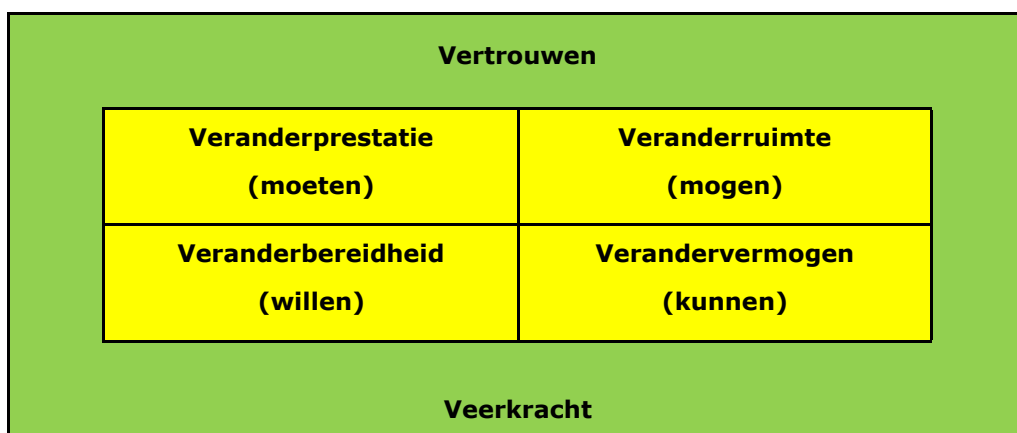 Vertrouwen
Veranderprestatie
(moeten)
Veranderruimte
(mogen)
Veranderbereidheid
(willen)
Verandervermogen
(kunnen)
Veerkracht